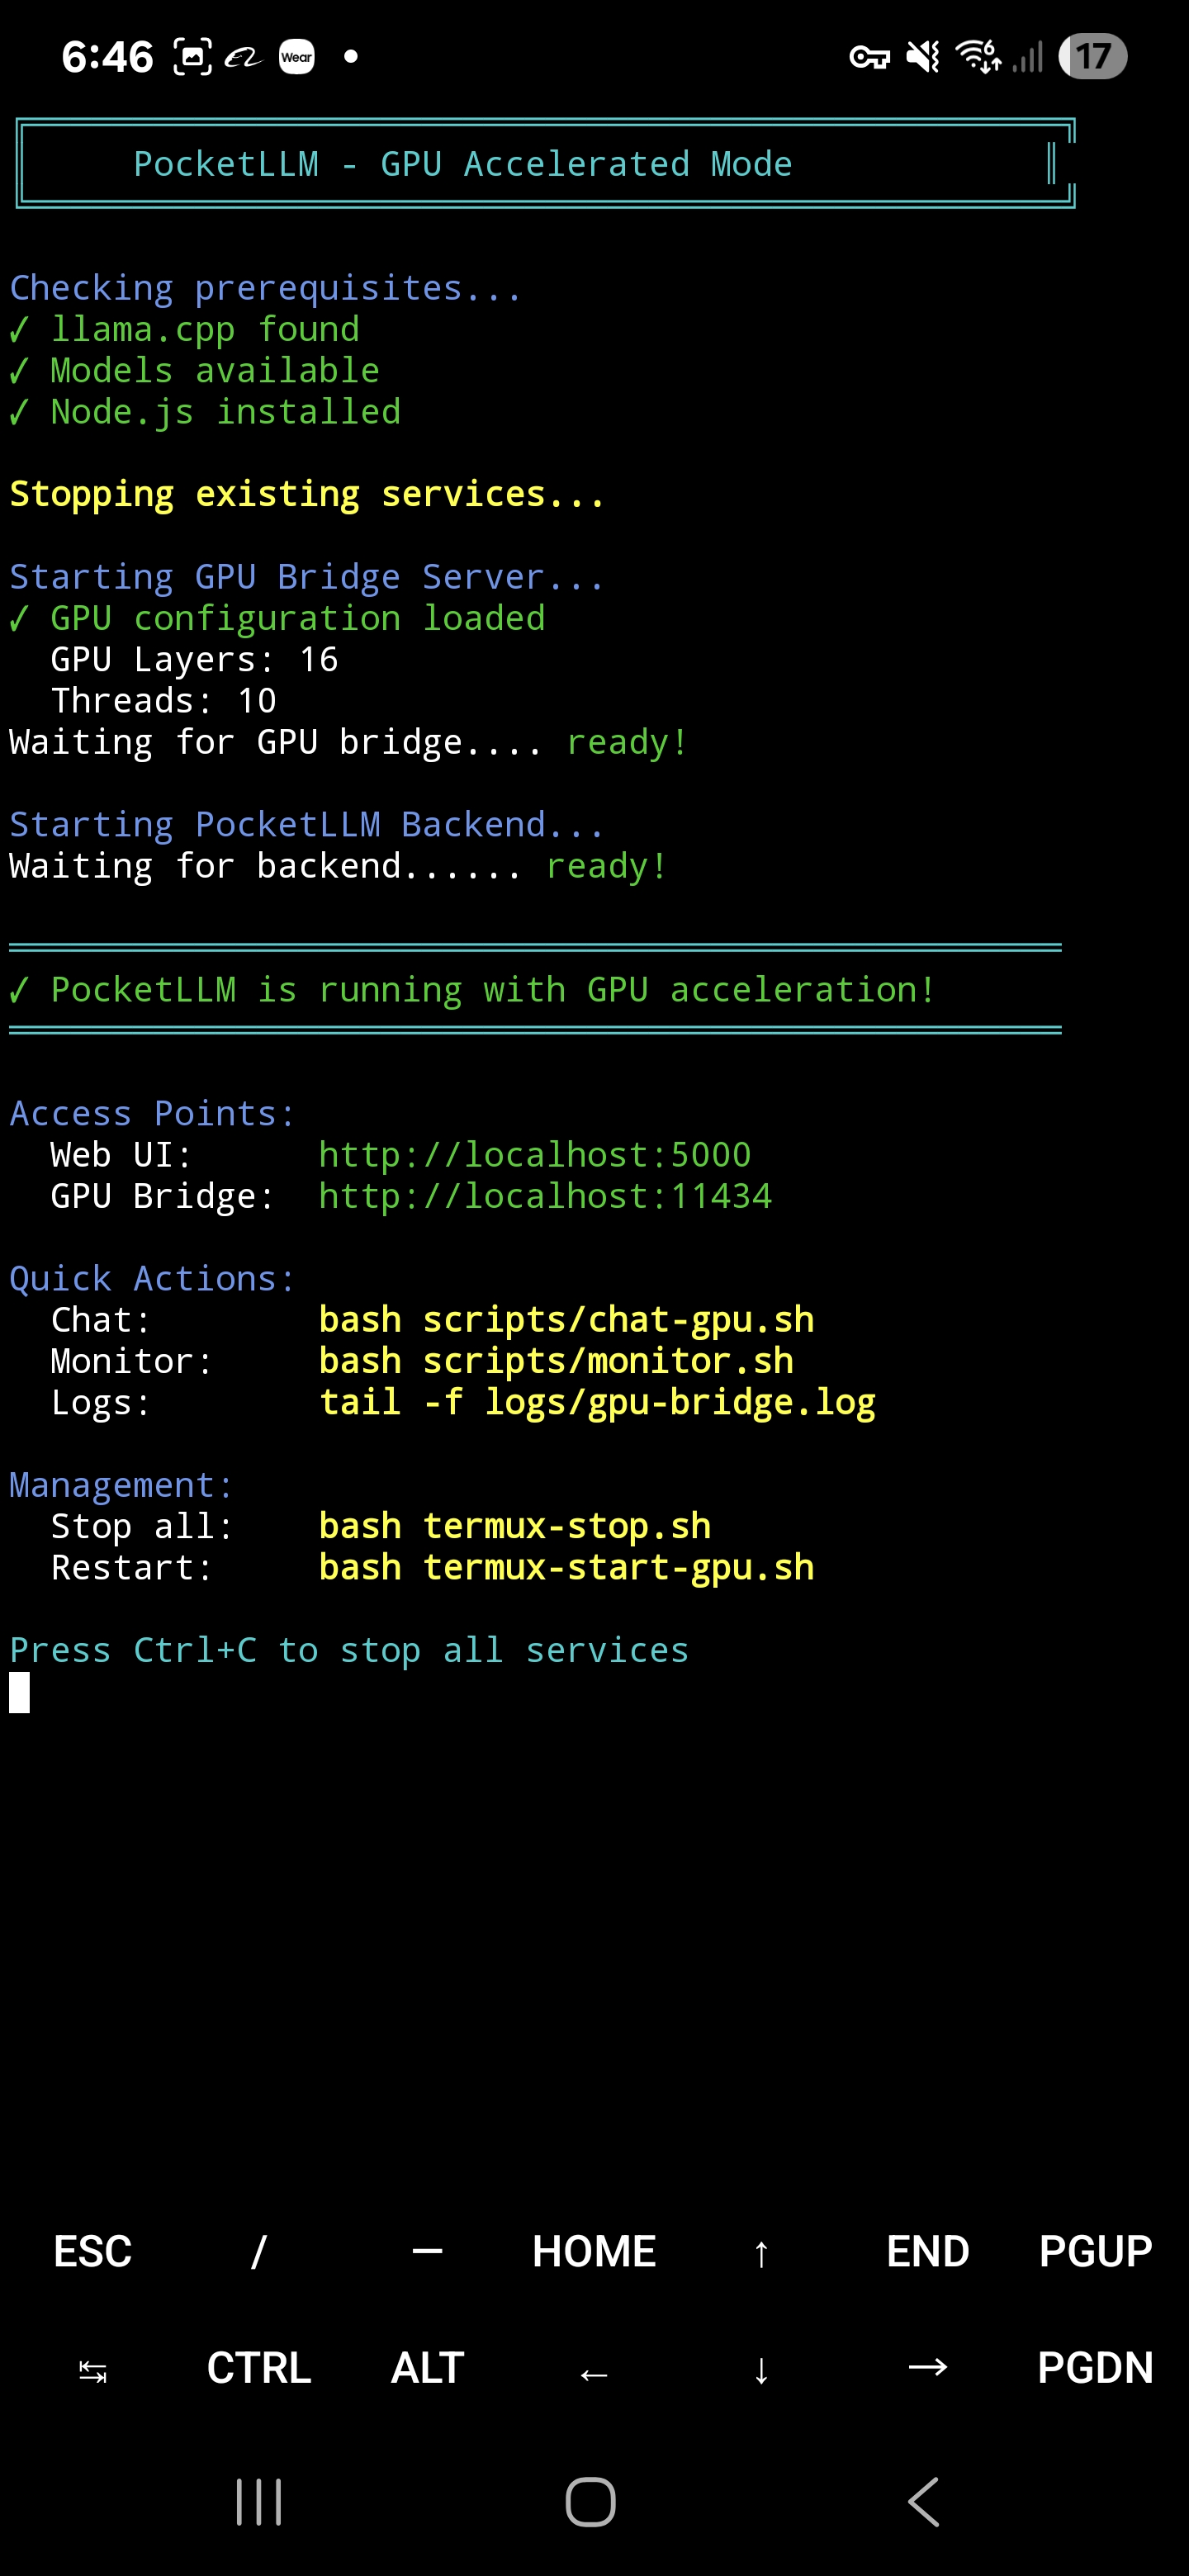 6:46 Wear 6 17
PocketLLM - GPU Accelerated Mode
Checking prerequisites...
✓ llama.cpp found
✓ Models available
✓ Node.js installed
Stopping existing services...
Starting GPU Bridge Server...
✓ GPU configuration loaded
GPU Layers: 16
Threads: 10
Waiting for GPU bridge.... ready!
Starting PocketLLM Backend...
Waiting for backend...... ready!
✓ PocketLLM is running with GPU acceleration!
Access Points:
Web UI: http://localhost:5000
GPU Bridge: http://localhost:11434
Quick Actions:
Chat: bash scripts/chat-gpu.sh
Monitor: bash scripts/monitor.sh
Logs: tail -f logs/gpu-bridge.log
Management:
Stop all: bash termux-stop.sh
Restart: bash termux-start-gpu.sh
Press Ctrl+C to stop all services
ESC / — HOME ↑ END PGUP
↹ CTRL ALT ← ↓ → PGDN